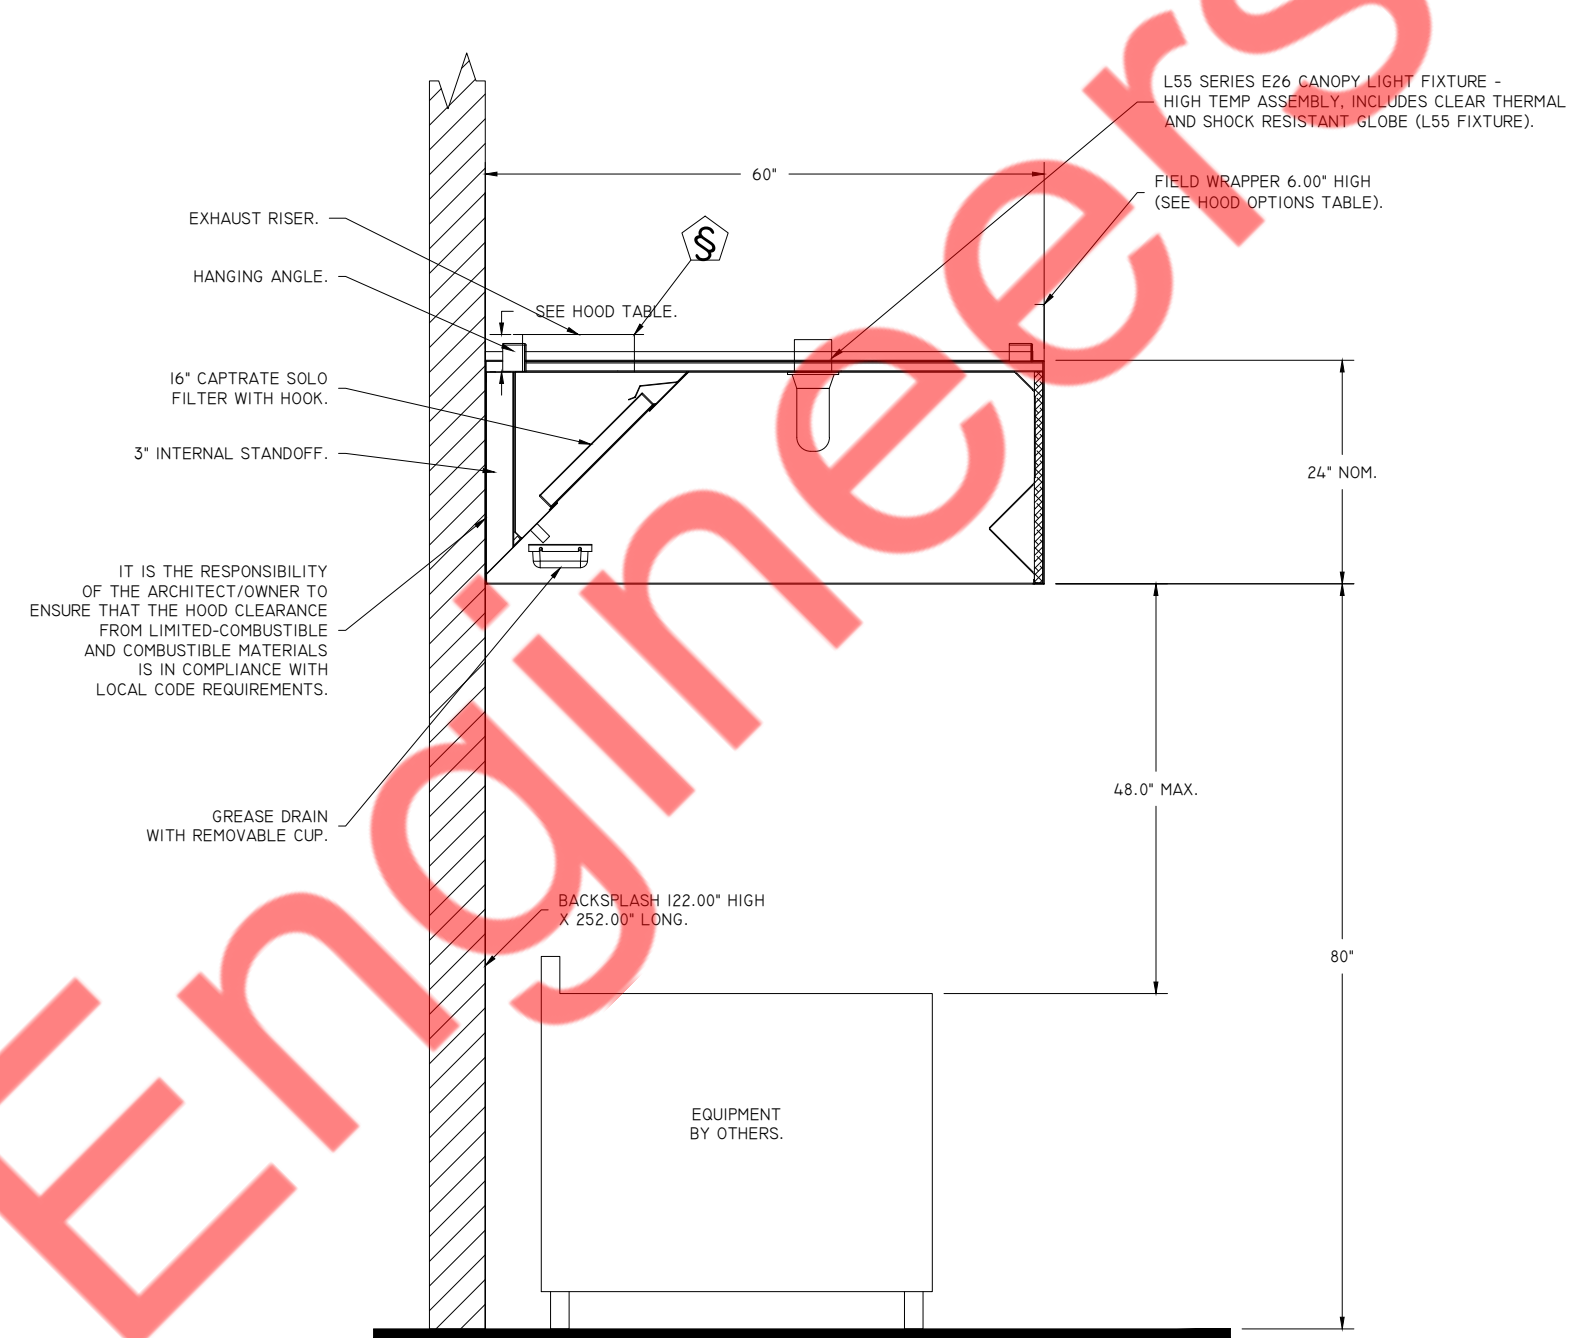 L55 SERIES E26 CANOPY LIGHT FIXTURE -
HIGH TEMP ASSEMBLY, INCLUDES CLEAR THERMAL
AND SHOCK RESISTANT GLOBE (L55 FIXTURE).
60"
FIELD WRAPPER 6.00" HIGH
(SEE HOOD OPTIONS TABLE).
EXHAUST RISER.
§
HANGING ANGLE.
SEE HOOD TABLE.
16" CAPTRATE SOLO
FILTER WITH HOOK.
3" INTERNAL STANDOFF.
24" NOM.
IT IS THE RESPONSIBILITY
OF THE ARCHITECT/OWNER TO
ENSURE THAT THE HOOD CLEARANCE
FROM LIMITED-COMBUSTIBLE
AND COMBUSTIBLE MATERIALS
IS IN COMPLIANCE WITH
LOCAL CODE REQUIREMENTS.
48.0" MAX.
GREASE DRAIN
WITH REMOVABLE CUP.
BACKSPLASH 122.00" HIGH
X 252.00" LONG.
80"
EQUIPMENT
BY OTHERS.
Engineers